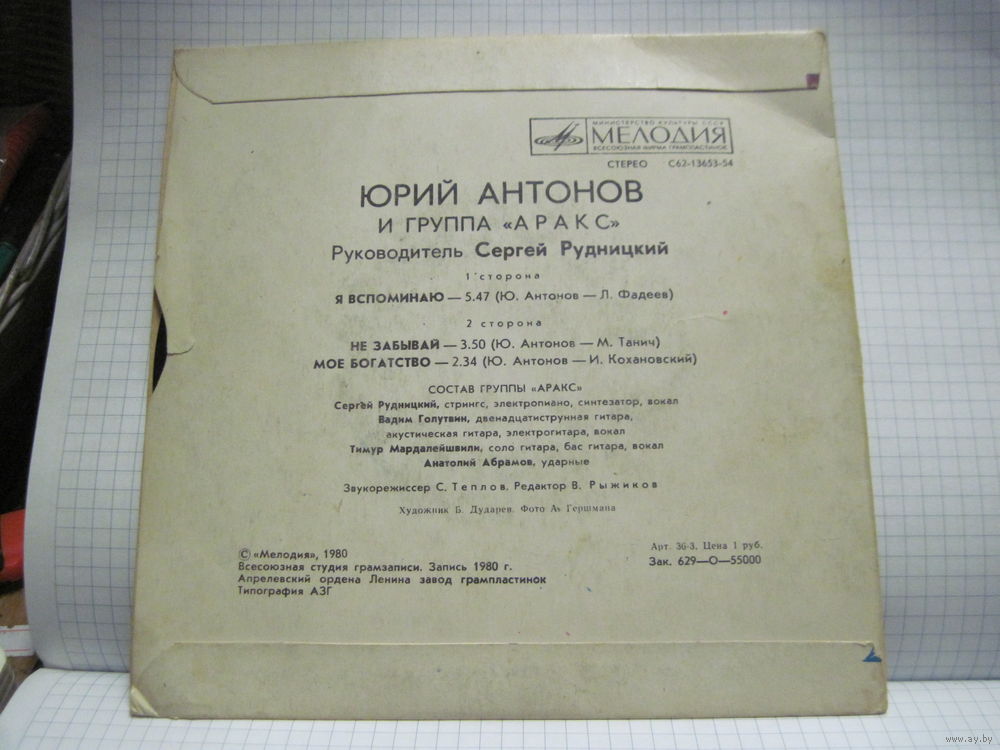 МИНИСТЕРСТВО КУЛЬТУРЫ СССР
МЕЛОДИЯ
ВСЕСОЮЗНАЯ ФИРМА ГРАМПЛАСТИНОК
СТЕРЕО С62-13653-54
ЮРИЙ АНТОНОВ
И ГРУППА «АРАКС»
Руководитель Сергей Рудницкий
1 сторона
Я ВСПОМИНАЮ — 5.47 (Ю. Антонов — Л. Фадеев)
2 сторона
НЕ ЗАБЫВАЙ — 3.50 (Ю. Антонов — М. Танич)
МОЕ БОГАТСТВО — 2.34 (Ю. Антонов — И. Кохановский)
СОСТАВ ГРУППЫ «АРАКС»
Сергей Рудницкий, стрингс, электропиано, синтезатор, вокал
Вадим Голутвин, двенадцатиструнная гитара,
акустическая гитара, электрогитара, вокал
Тимур Мардалейшвили, соло гитара, бас гитара, вокал
Анатолий Абрамов, ударные
Звукорежиссер С. Теплов. Редактор В. Рыжиков
Художник Б. Дударев. Фото А. Гершмана
© «Мелодия», 1980
Всесоюзная студия грамзаписи. Запись 1980 г.
Апрелевский ордена Ленина завод грампластинок
Типография АЗГ
Арт. 36-3. Цена 1 руб.
Зак. 629—О—55000
www.ay.by